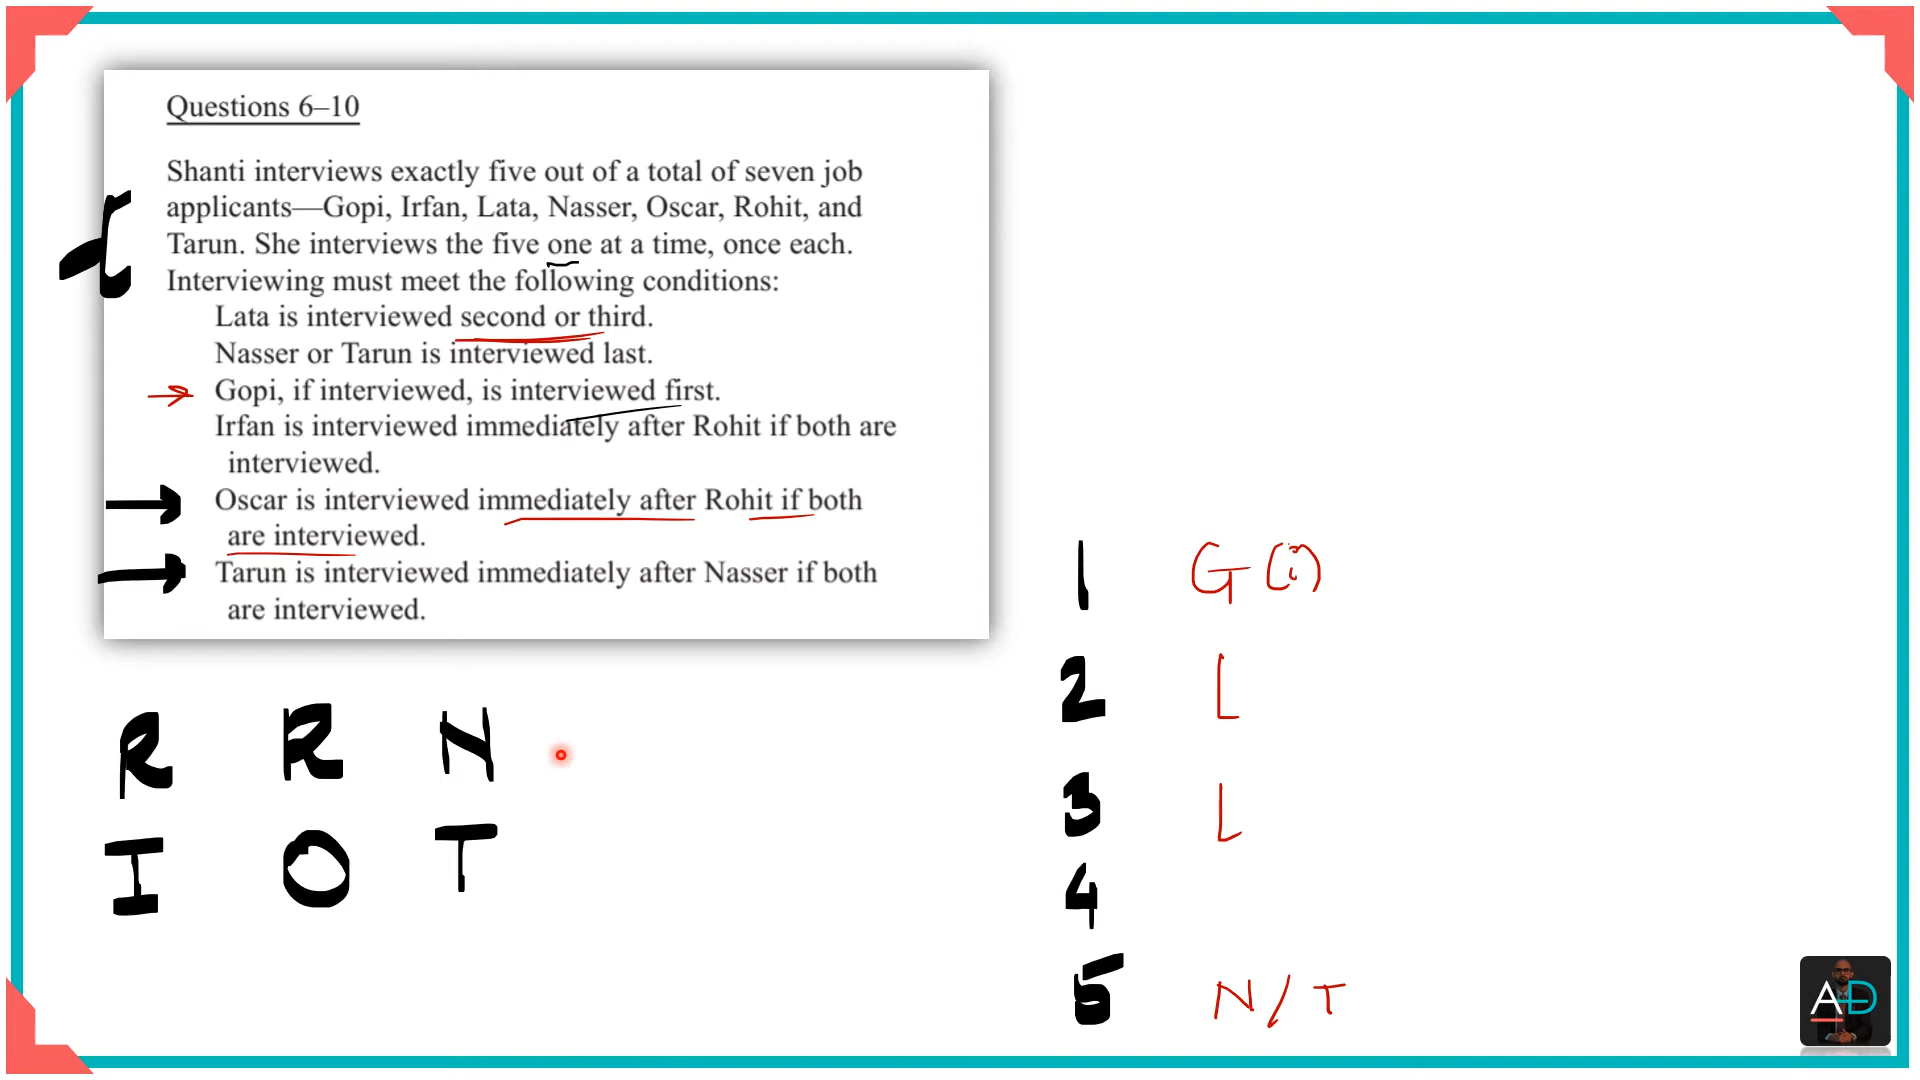 Questions 6–10
Shanti interviews exactly five out of a total of seven job
applicants—Gopi, Irfan, Lata, Nasser, Oscar, Rohit, and
Tarun. She interviews the five one at a time, once each.
Interviewing must meet the following conditions:
Lata is interviewed second or third.
Nasser or Tarun is interviewed last.
Gopi, if interviewed, is interviewed first.
Irfan is interviewed immediately after Rohit if both are
interviewed.
Oscar is interviewed immediately after Rohit if both
are interviewed.
Tarun is interviewed immediately after Nasser if both
are interviewed.
R R N
I O T
1 G
2 L
3 L
4
5 N/T
AD